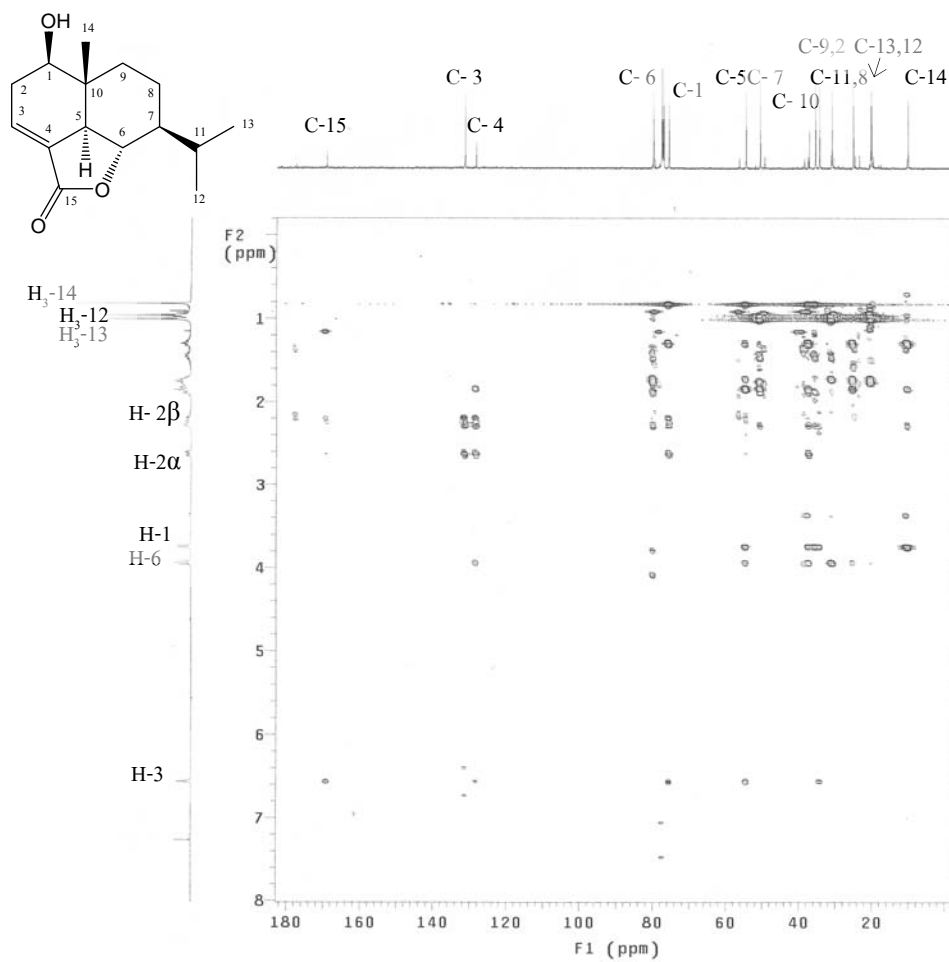 OH
14
1
9
2
10
8
3
5
7
4
6
13
11
H
12
15
O
O
C-9,2 C-13,12
C- 3
C- 6
C-5 C- 7
C-11,8
C-14
C-1
C- 10
C-15
C- 4
F2
(ppm)
H3-14
H3-12
H3-13
H- 2β
H-2α
H-1
H-6
H-3
1
2
3
4
5
6
7
8
180 160 140 120 100 80 60 40 20
F1 (ppm)